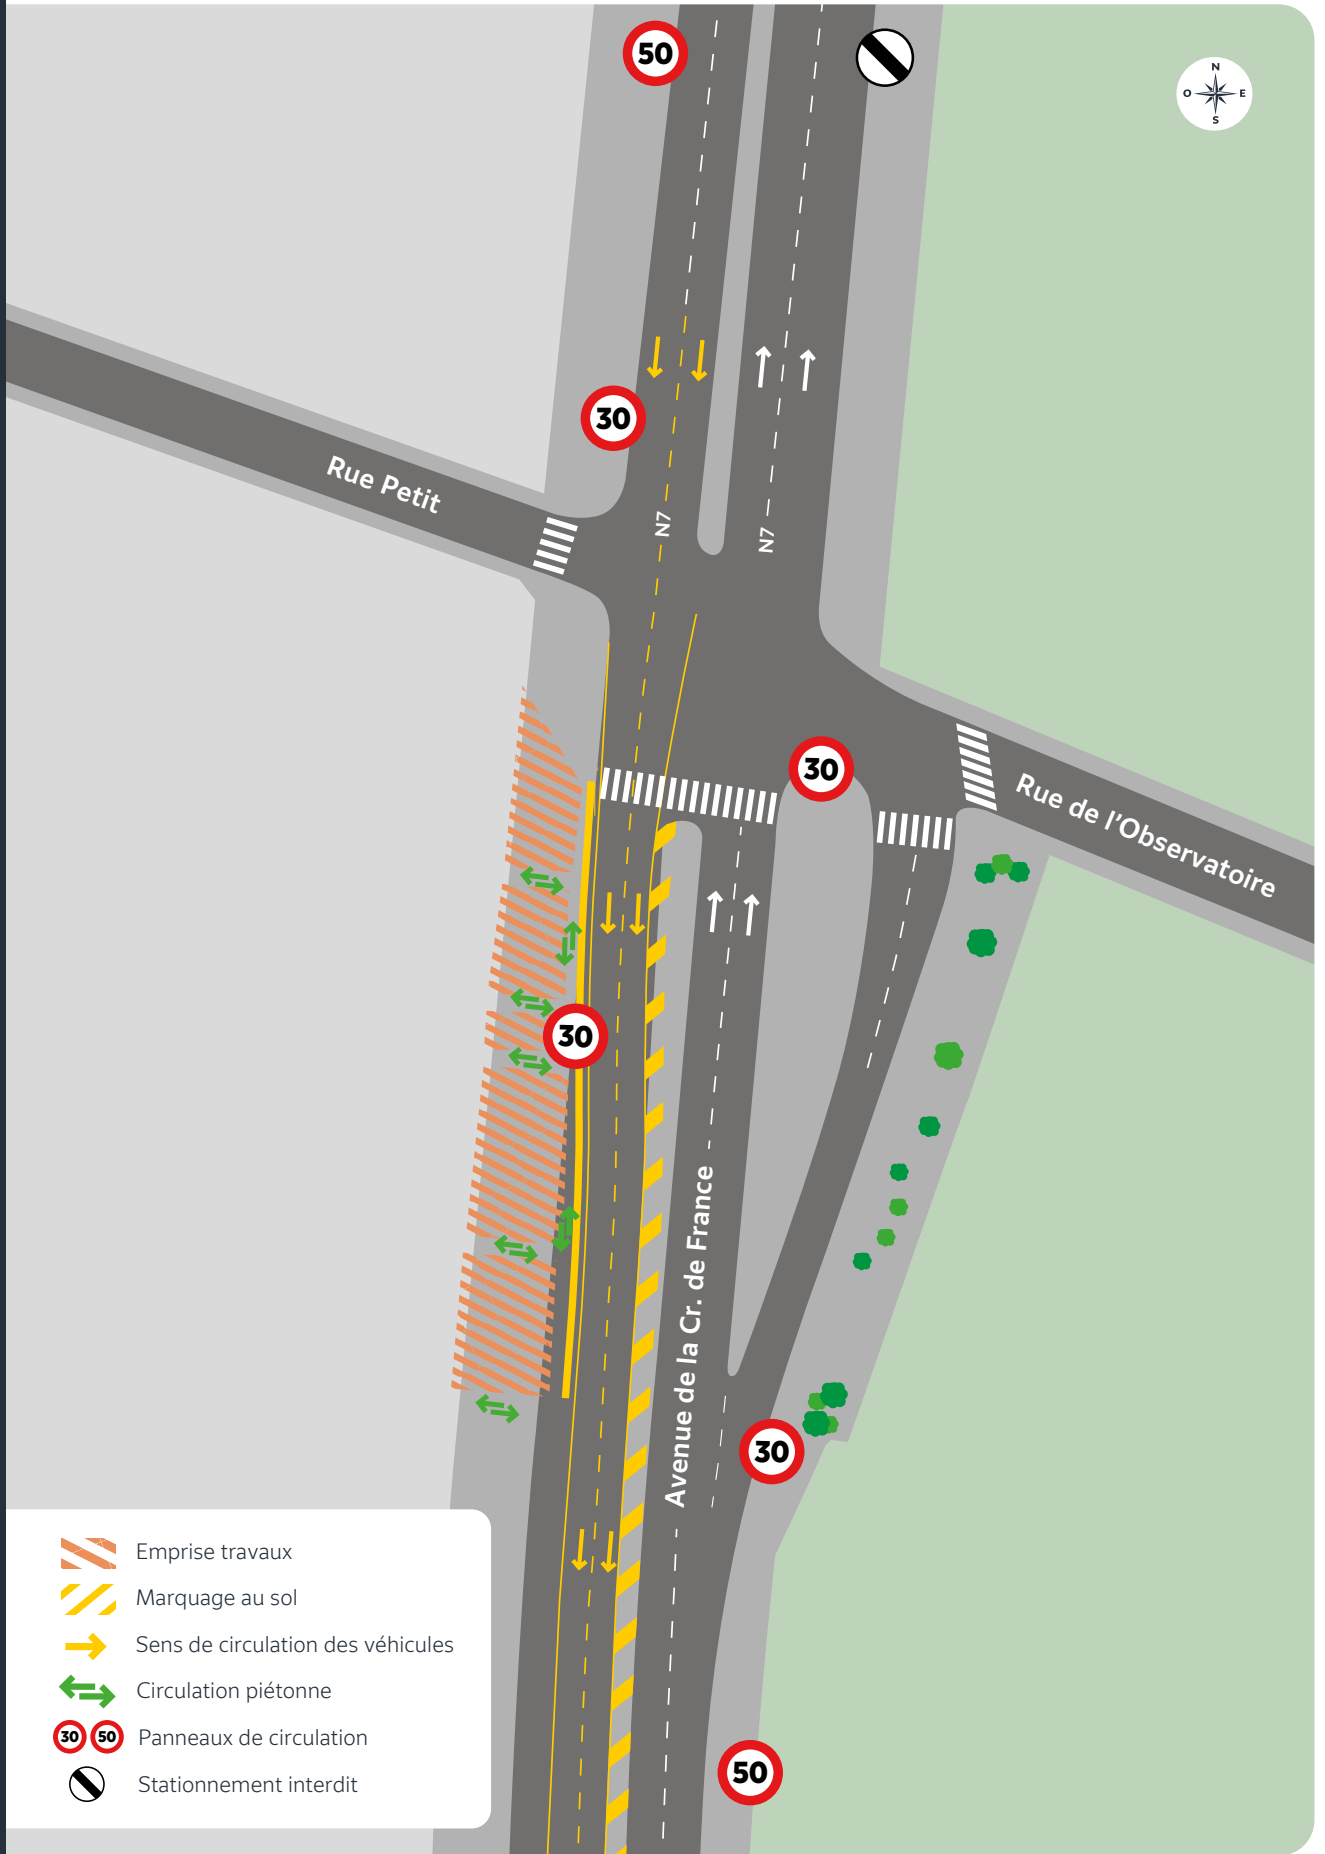 50
N
O E
S
30
Rue Petit
N7
N7
30
Rue de l'Observatoire
30
Avenue de la Cr. de France
30
Emprise travaux
Marquage au sol
Sens de circulation des véhicules
Circulation piétonne
30 50 Panneaux de circulation
Stationnement interdit
50